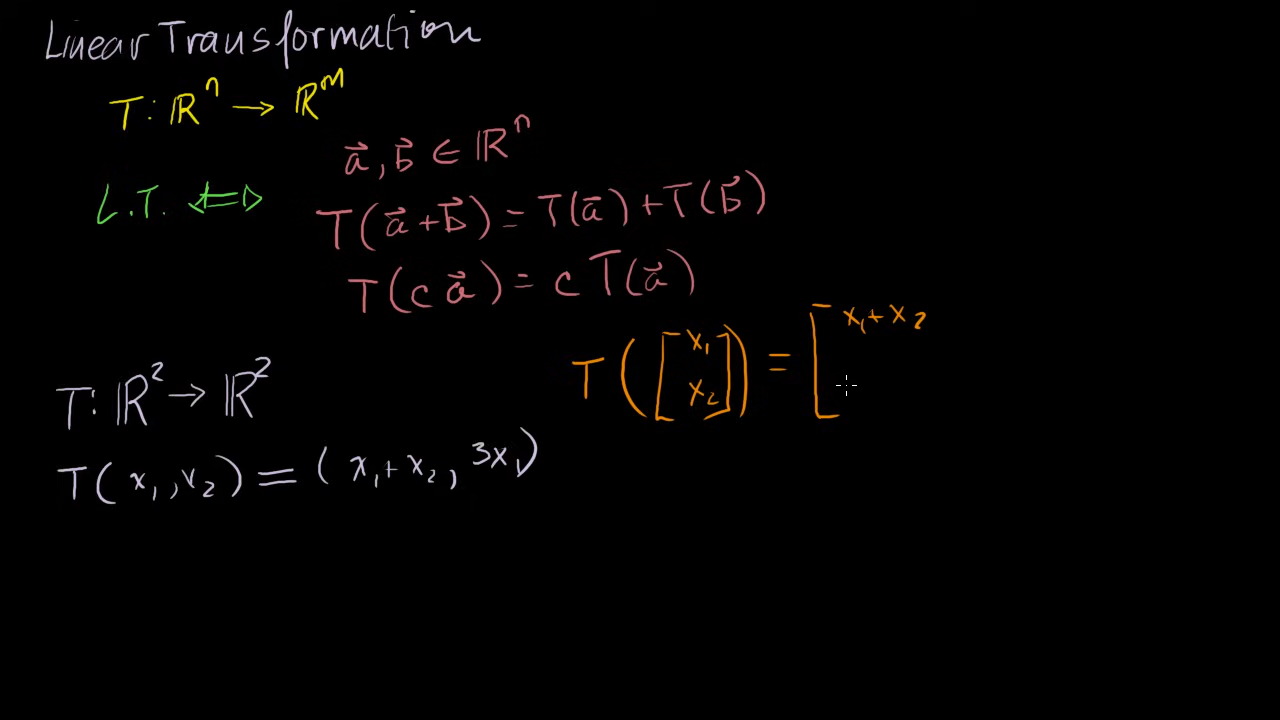 Linear Transformation
T: ℝⁿ → ℝᵐ
a⃗, b⃗ ∈ ℝⁿ
L.T. ⇔
T(a⃗ + b⃗) = T(a⃗) + T(b⃗)
T(c a⃗) = c T(a⃗)
T([x₁ x₂]) = [x₁ + x₂
T: ℝ² → ℝ²
T(x₁, x₂) = (x₁ + x₂, 3x₁)